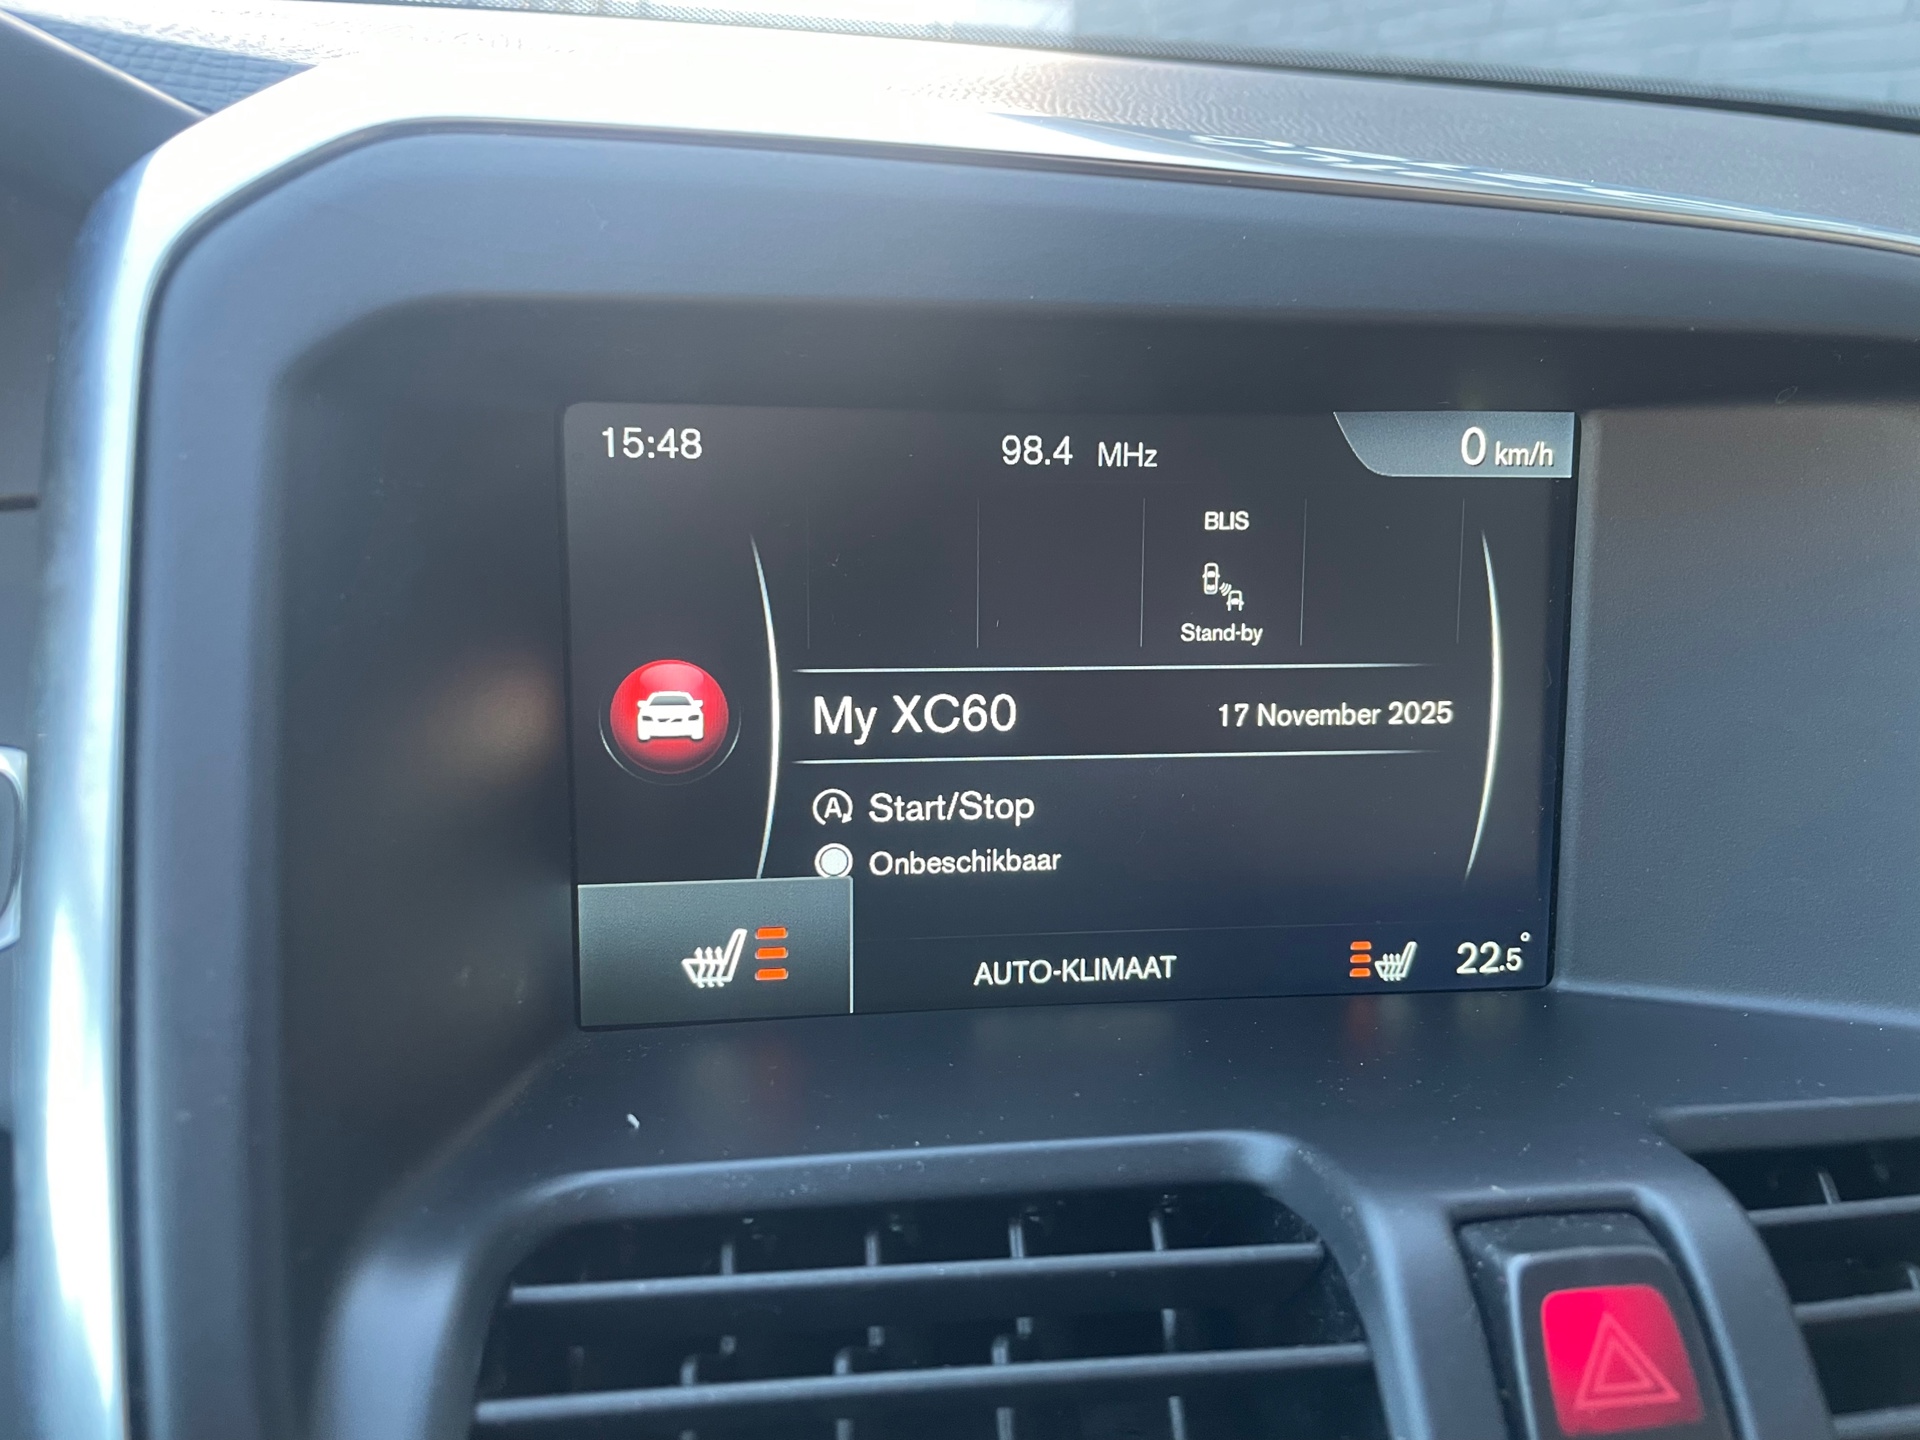 15:48 98.4 MHz 0 km/h
BLIS
Stand-by
My XC60 17 November 2025
Start/Stop
Onbeschikbaar
AUTO-KLIMAAT 22.5°